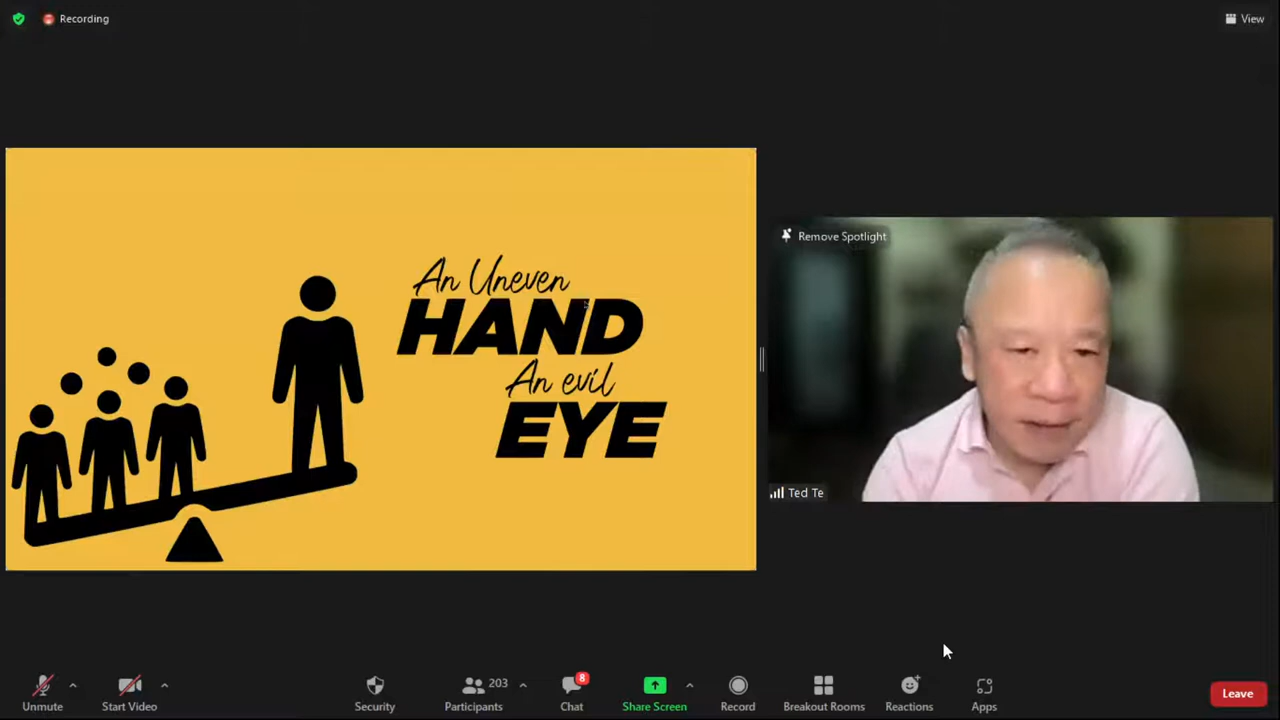 Recording
View
An Uneven
HAND
An evil
EYE
Remove Spotlight
Ted Te
203
8
Unmute
Start Video
Security
Participants
Chat
Share Screen
Record
Breakout Rooms
Reactions
Apps
Leave